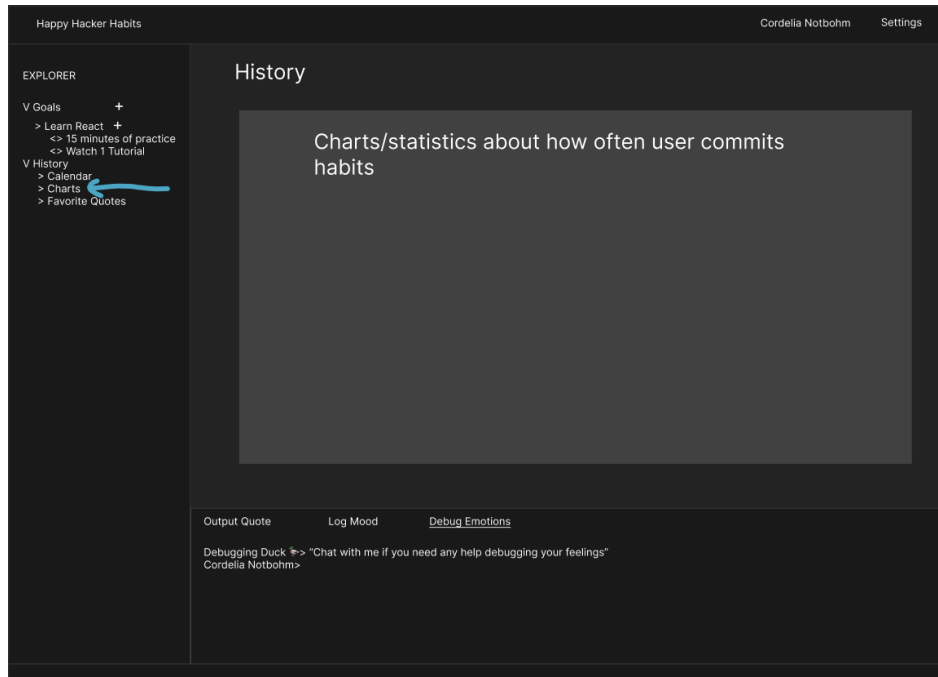 Happy Hacker Habits
Cordelia Notbohm
Settings
EXPLORER
V Goals +
> Learn React +
<> 15 minutes of practice
<> Watch 1 Tutorial
V History
> Calendar
> Charts
> Favorite Quotes
History
Charts/statistics about how often user commits
habits
Output Quote
Log Mood
Debug Emotions
Debugging Duck 🦆> "Chat with me if you need any help debugging your feelings"
Cordelia Notbohm>